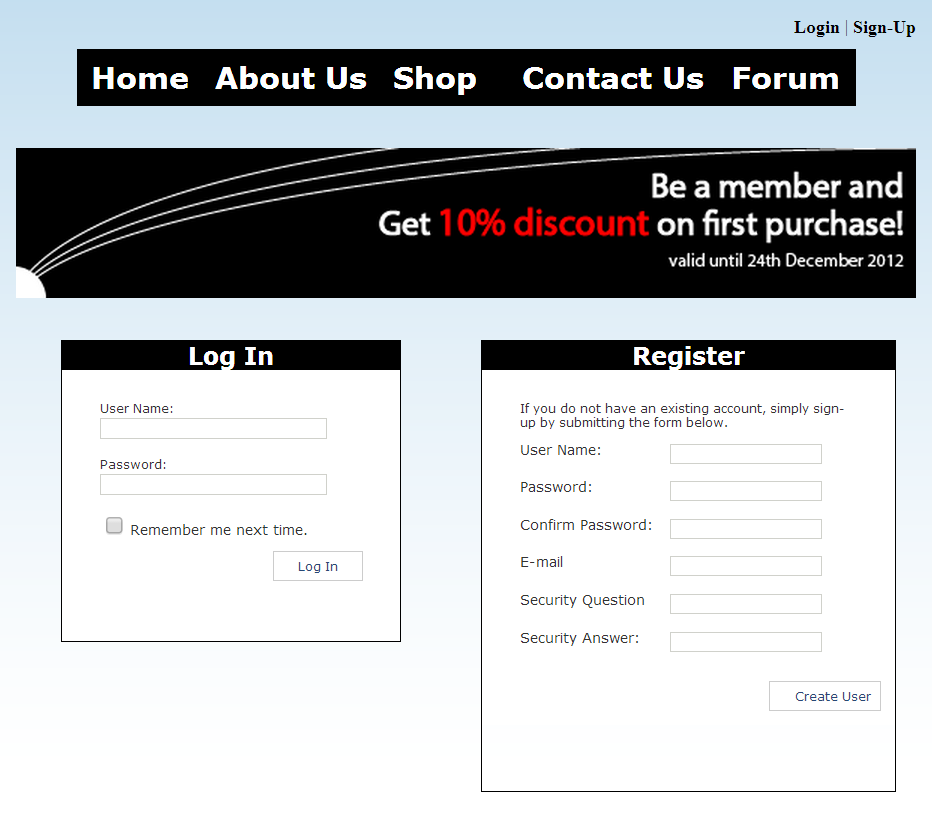 Login | Sign-Up
Home About Us Shop Contact Us Forum
Be a member and
Get 10% discount on first purchase!
valid until 24th December 2012
Log In
User Name:
Password:
Remember me next time.
Log In
Register
If you do not have an existing account, simply sign-
up by submitting the form below.
User Name:
Password:
Confirm Password:
E-mail
Security Question
Security Answer:
Create User